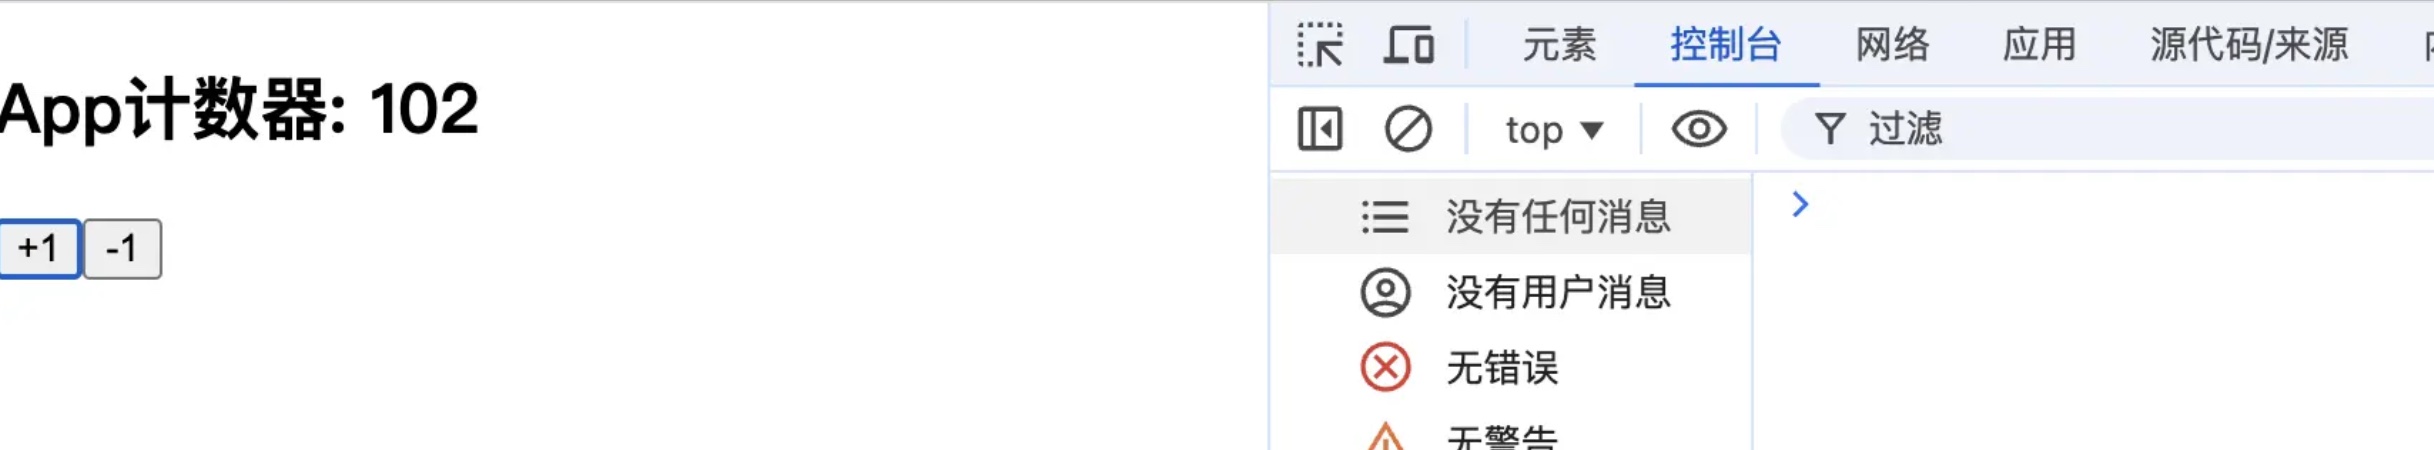 App计数器: 102
+1 -1
元素 控制台 网络 应用 源代码/来源
top 过滤
没有任何消息
没有用户消息
无错误
无警告